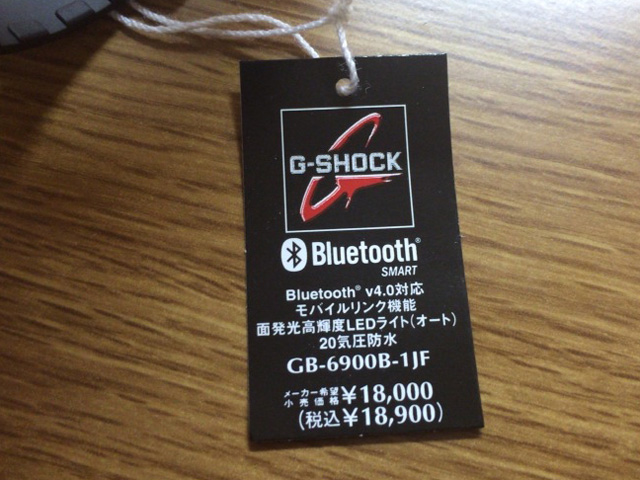 G-SHOCK
Bluetooth®
SMART
Bluetooth® v4.0対応
モバイルリンク機能
面発光高輝度LEDライト(オート)
20気圧防水
GB-6900B-1JF
メーカー希望小売価格 ¥18,000
(税込¥18,900)